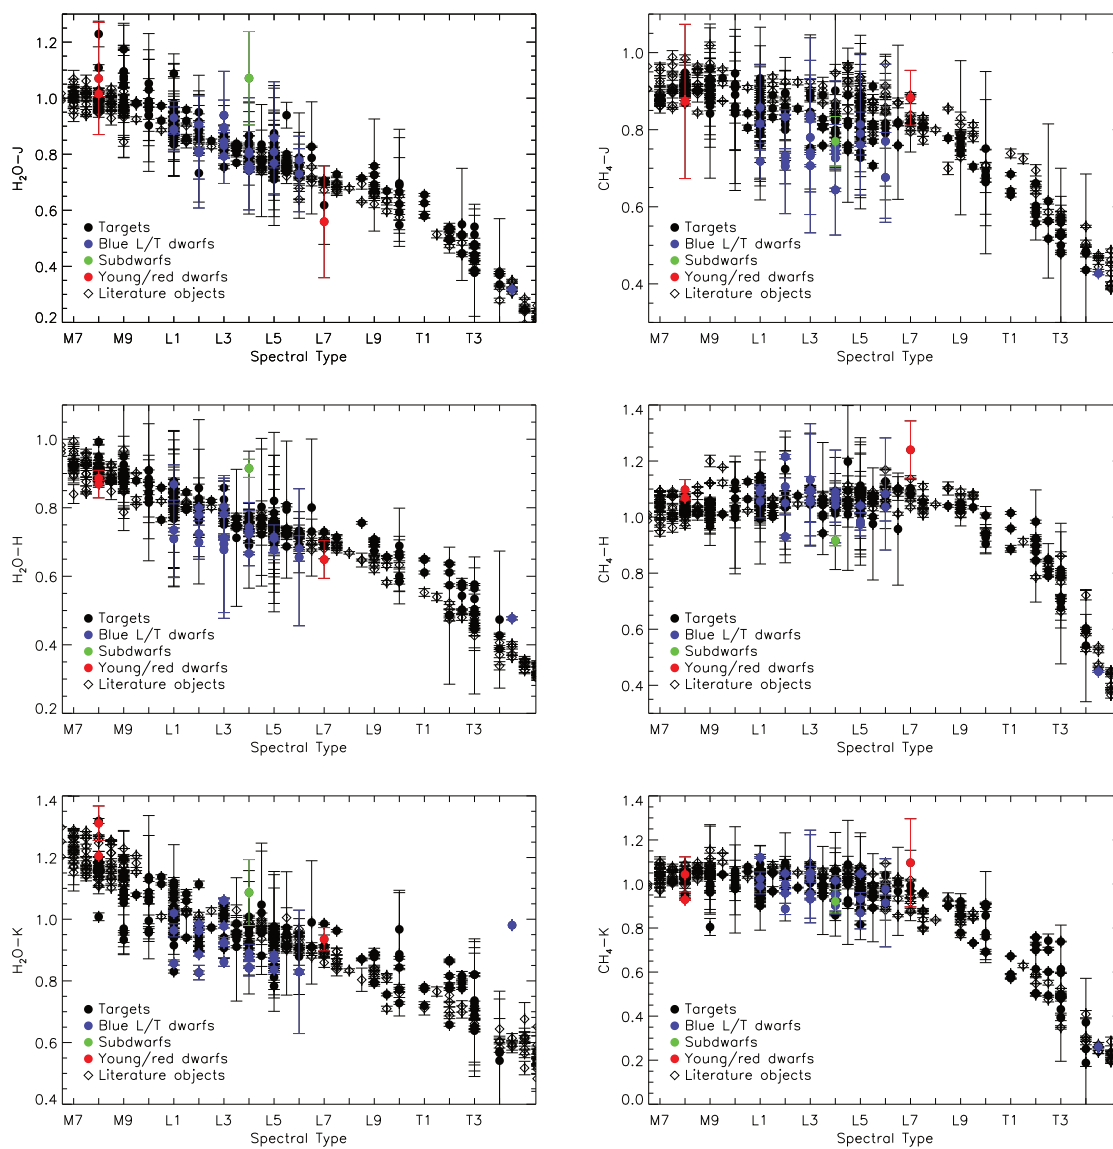 H₂O-J
1.2
1.0
0.8
0.6
0.4
0.2
Targets
Blue L/T dwarfs
Subdwarfs
Young/red dwarfs
Literature objects
M7 M9 L1 L3 L5 L7 L9 T1 T3
Spectral Type
CH₄-J
1.0
0.8
0.6
0.4
Targets
Blue L/T dwarfs
Subdwarfs
Young/red dwarfs
Literature objects
M7 M9 L1 L3 L5 L7 L9 T1 T3
Spectral Type
H₂O-H
1.0
0.8
0.6
0.4
0.2
Targets
Blue L/T dwarfs
Subdwarfs
Young/red dwarfs
Literature objects
M7 M9 L1 L3 L5 L7 L9 T1 T3
Spectral Type
CH₄-H
1.4
1.2
1.0
0.8
0.6
0.4
Targets
Blue L/T dwarfs
Subdwarfs
Young/red dwarfs
Literature objects
M7 M9 L1 L3 L5 L7 L9 T1 T3
Spectral Type
H₂O-K
1.4
1.2
1.0
0.8
0.6
0.4
Targets
Blue L/T dwarfs
Subdwarfs
Young/red dwarfs
Literature objects
M7 M9 L1 L3 L5 L7 L9 T1 T3
Spectral Type
CH₄-K
1.4
1.2
1.0
0.8
0.6
0.4
0.2
0.0
Targets
Blue L/T dwarfs
Subdwarfs
Young/red dwarfs
Literature objects
M7 M9 L1 L3 L5 L7 L9 T1 T3
Spectral Type